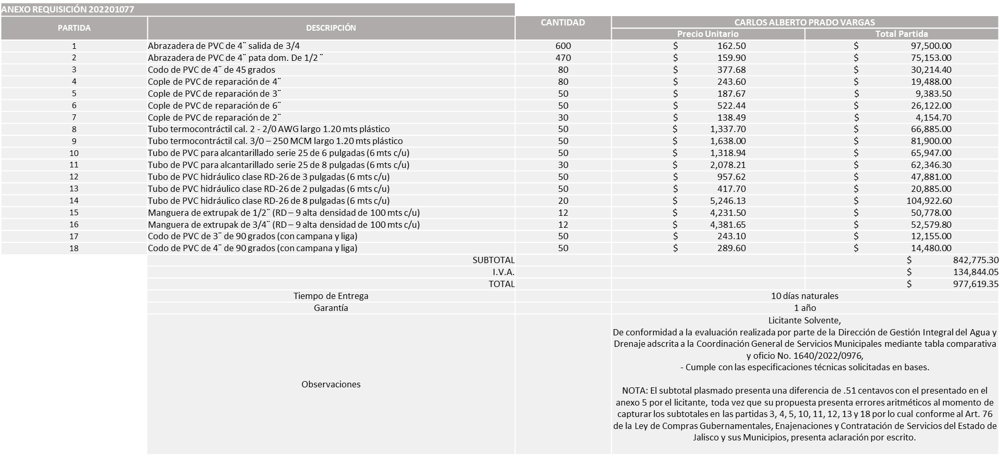 ANEXO REQUISICIÓN 202201077
PARTIDA DESCRIPCIÓN CANTIDAD CARLOS ALBERTO PRADO VARGAS
Precio Unitario Total Partida
1 Abrazadera de PVC de 4¨ salida de 3/4 600 $ 162.50 $ 97,500.00
2 Abrazadera de PVC de 4¨ pata dom. De 1/2 ¨ 470 $ 159.90 $ 75,153.00
3 Codo de PVC de 4¨ de 45 grados 80 $ 377.68 $ 30,214.40
4 Cople de PVC de reparación de 4¨ 80 $ 243.60 $ 19,488.00
5 Cople de PVC de reparación de 3¨ 50 $ 187.67 $ 9,383.50
6 Cople de PVC de reparación de 6¨ 50 $ 522.44 $ 26,122.00
7 Cople de PVC de reparación de 2¨ 30 $ 138.49 $ 4,154.70
8 Tubo termocontráctil cal. 2 - 2/0 AWG largo 1.20 mts plástico 50 $ 1,337.70 $ 66,885.00
9 Tubo termocontráctil cal. 3/0 – 250 MCM largo 1.20 mts plástico 50 $ 1,638.00 $ 81,900.00
10 Tubo de PVC para alcantarillado serie 25 de 6 pulgadas (6 mts c/u) 50 $ 1,318.94 $ 65,947.00
11 Tubo de PVC para alcantarillado serie 25 de 8 pulgadas (6 mts c/u) 30 $ 2,078.21 $ 62,346.30
12 Tubo de PVC hidráulico clase RD-26 de 3 pulgadas (6 mts c/u) 50 $ 957.62 $ 47,881.00
13 Tubo de PVC hidráulico clase RD-26 de 2 pulgadas (6 mts c/u) 50 $ 417.70 $ 20,885.00
14 Tubo de PVC hidráulico clase RD-26 de 8 pulgadas (6 mts c/u) 20 $ 5,246.13 $ 104,922.60
15 Manguera de extrupak de 1/2¨ (RD – 9 alta densidad de 100 mts c/u) 12 $ 4,231.50 $ 50,778.00
16 Manguera de extrupak de 3/4¨ (RD – 9 alta densidad de 100 mts c/u) 12 $ 4,381.65 $ 52,579.80
17 Codo de PVC de 3¨ de 90 grados (con campana y liga) 50 $ 243.10 $ 12,155.00
18 Codo de PVC de 4¨ de 90 grados (con campana y liga) 50 $ 289.60 $ 14,480.00
SUBTOTAL $ 842,775.30
I.V.A. $ 134,844.05
TOTAL $ 977,619.35
Tiempo de Entrega 10 días naturales
Garantía 1 año
Observaciones
Licitante Solvente,
De conformidad a la evaluación realizada por parte de la Dirección de Gestión Integral del Agua y
Drenaje adscrita a la Coordinación General de Servicios Municipales mediante tabla comparativa
y oficio No. 1640/2022/0976,
- Cumple con las especificaciones técnicas solicitadas en bases.
NOTA: El subtotal plasmado presenta una diferencia de .51 centavos con el presentado en el
anexo 5 por el licitante, toda vez que su propuesta presenta errores aritméticos al momento de
capturar los subtotales en las partidas 3, 4, 5, 10, 11, 12, 13 y 18 por lo cual conforme al Art. 76
de la Ley de Compras Gubernamentales, Enajenaciones y Contratación de Servicios del Estado de
Jalisco y sus Municipios, presenta aclaración por escrito.